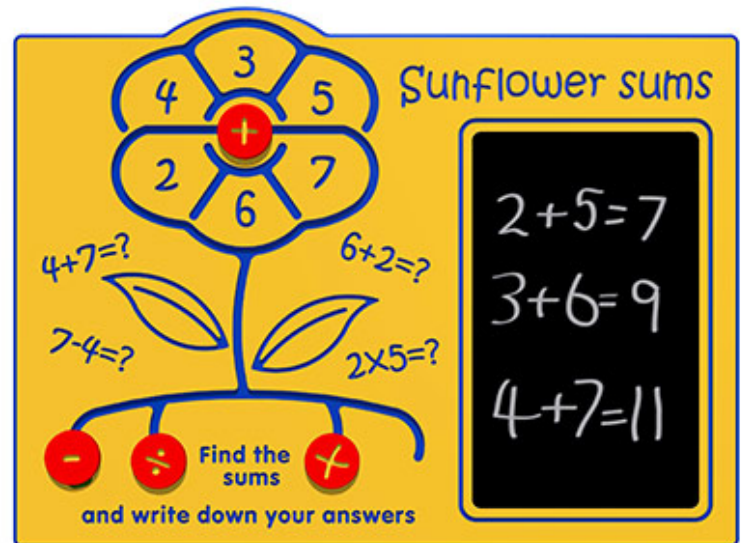 Sunflower sums
3
4
5
+
2
7
6
4+7=?
6+2=?
7-4=?
2x5=?
- ÷ Find the x
sums
and write down your answers
2+5=7
3+6=9
4+7=11